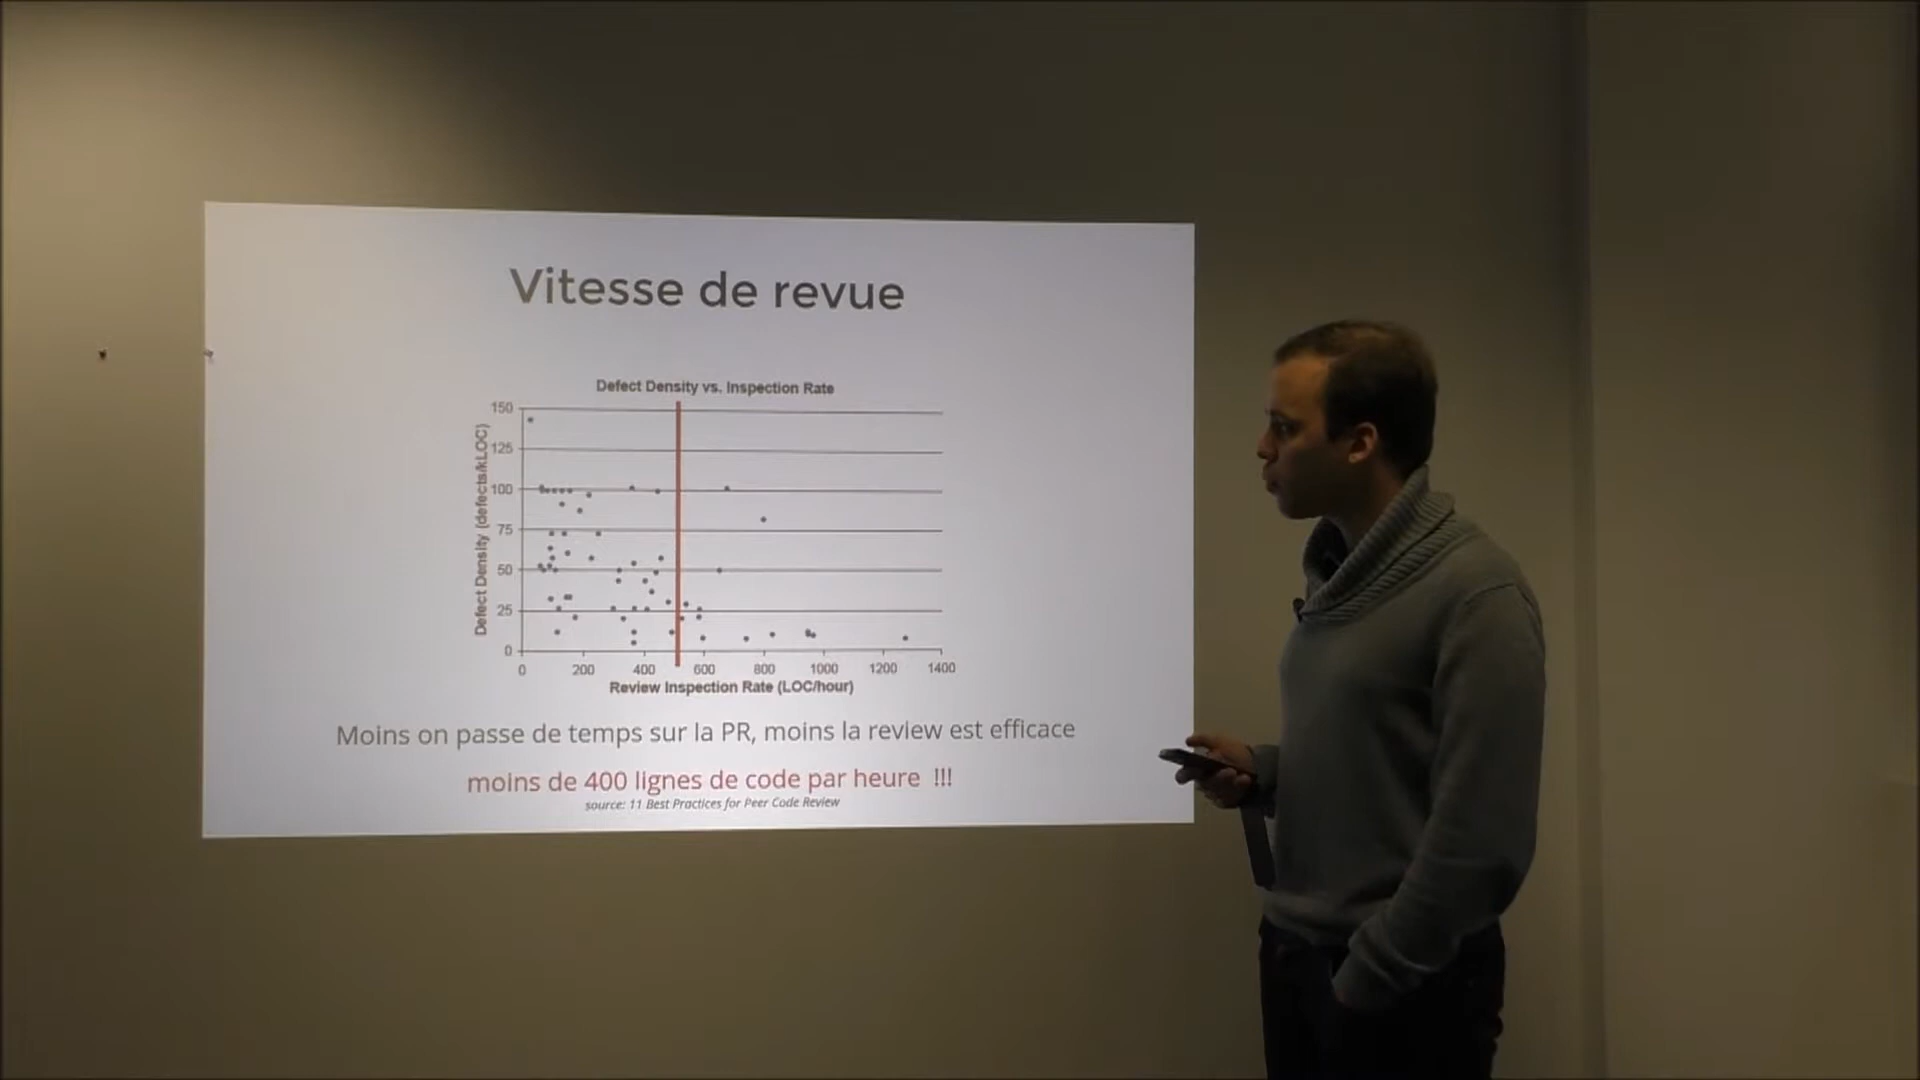 Vitesse de revue
Defect Density vs. Inspection Rate
Defect Density (defects/kLOC)
150
125
100
75
50
25
0
0 200 400 600 800 1000 1200 1400
Review Inspection Rate (LOC/hour)
Moins on passe de temps sur la PR, moins la review est efficace
moins de 400 lignes de code par heure !!!
source: 11 Best Practices for Peer Code Review